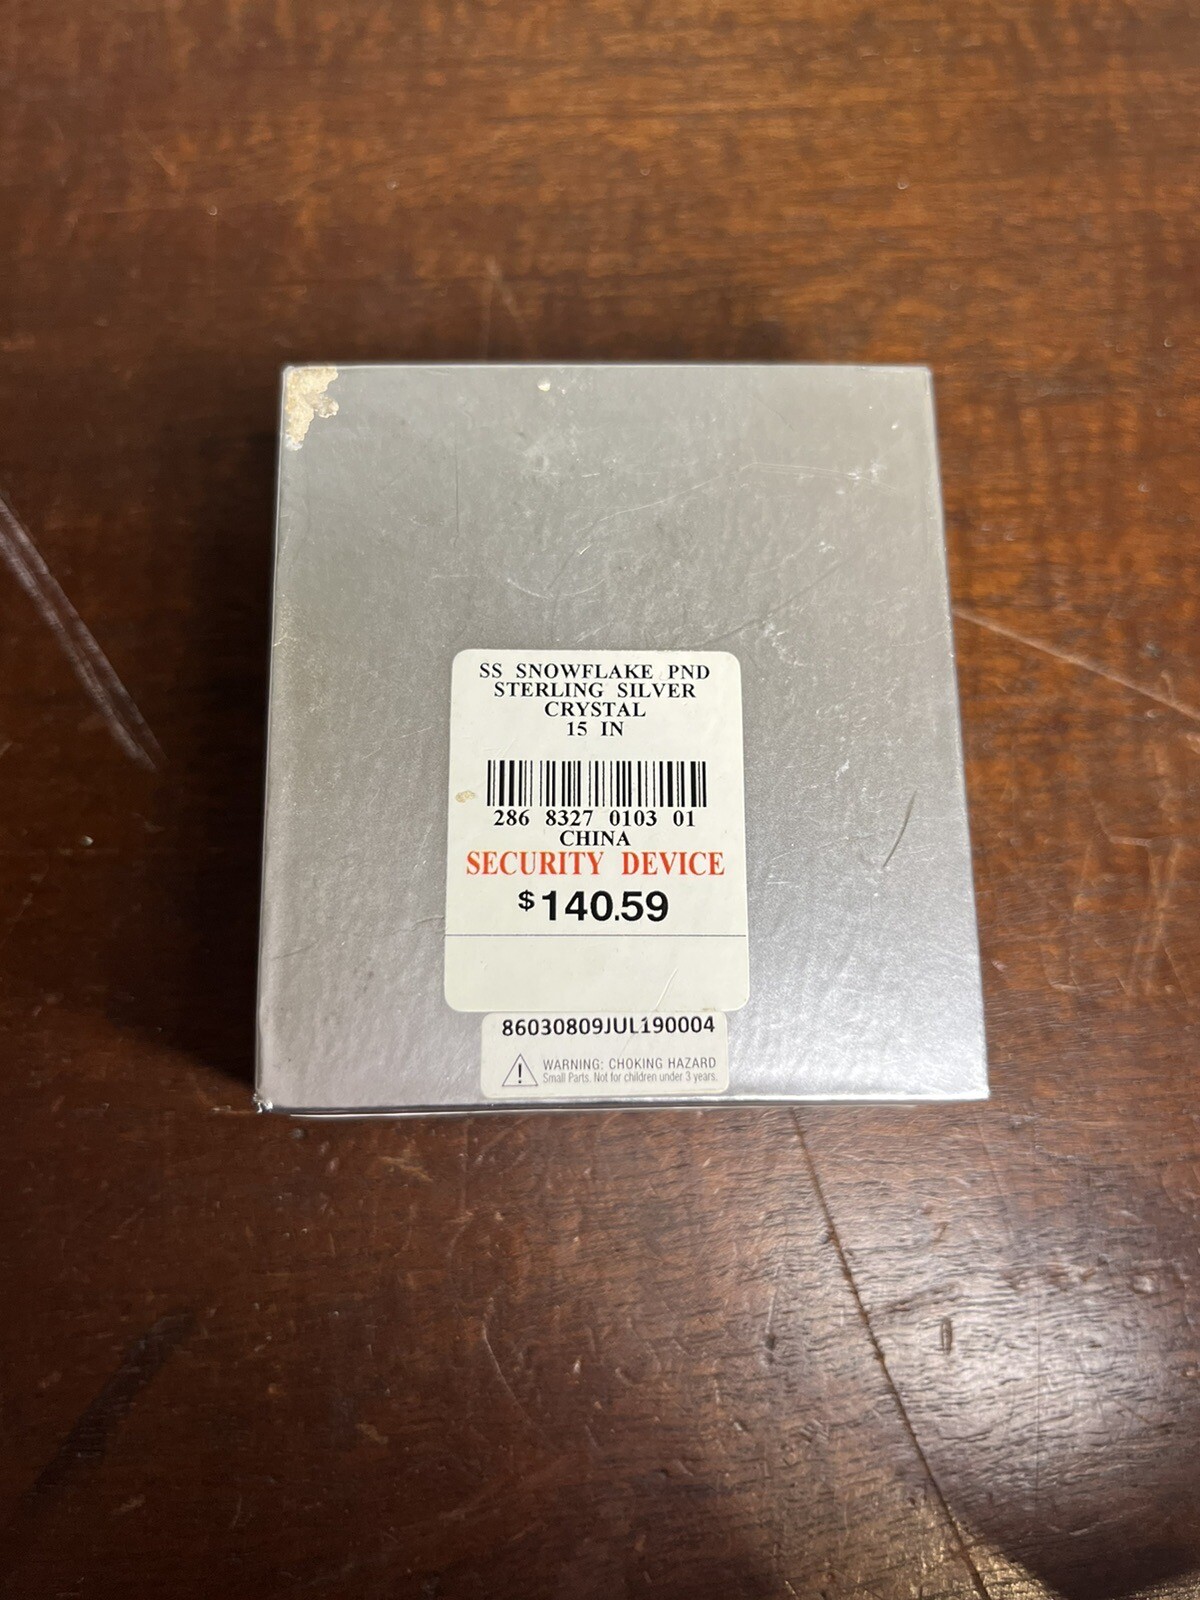 SS SNOWFLAKE PND
STERLING SILVER
CRYSTAL
15 IN
286 8327 0103 01
CHINA
SECURITY DEVICE
$140.59
86030809JUL190004
WARNING: CHOKING HAZARD
Small Parts. Not for children under 3 years.